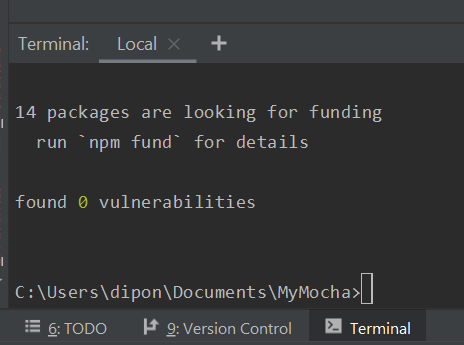 Terminal: Local × +
14 packages are looking for funding
run `npm fund` for details
found 0 vulnerabilities
C:\Users\dipon\Documents\MyMocha>
6: TODO 9: Version Control Terminal